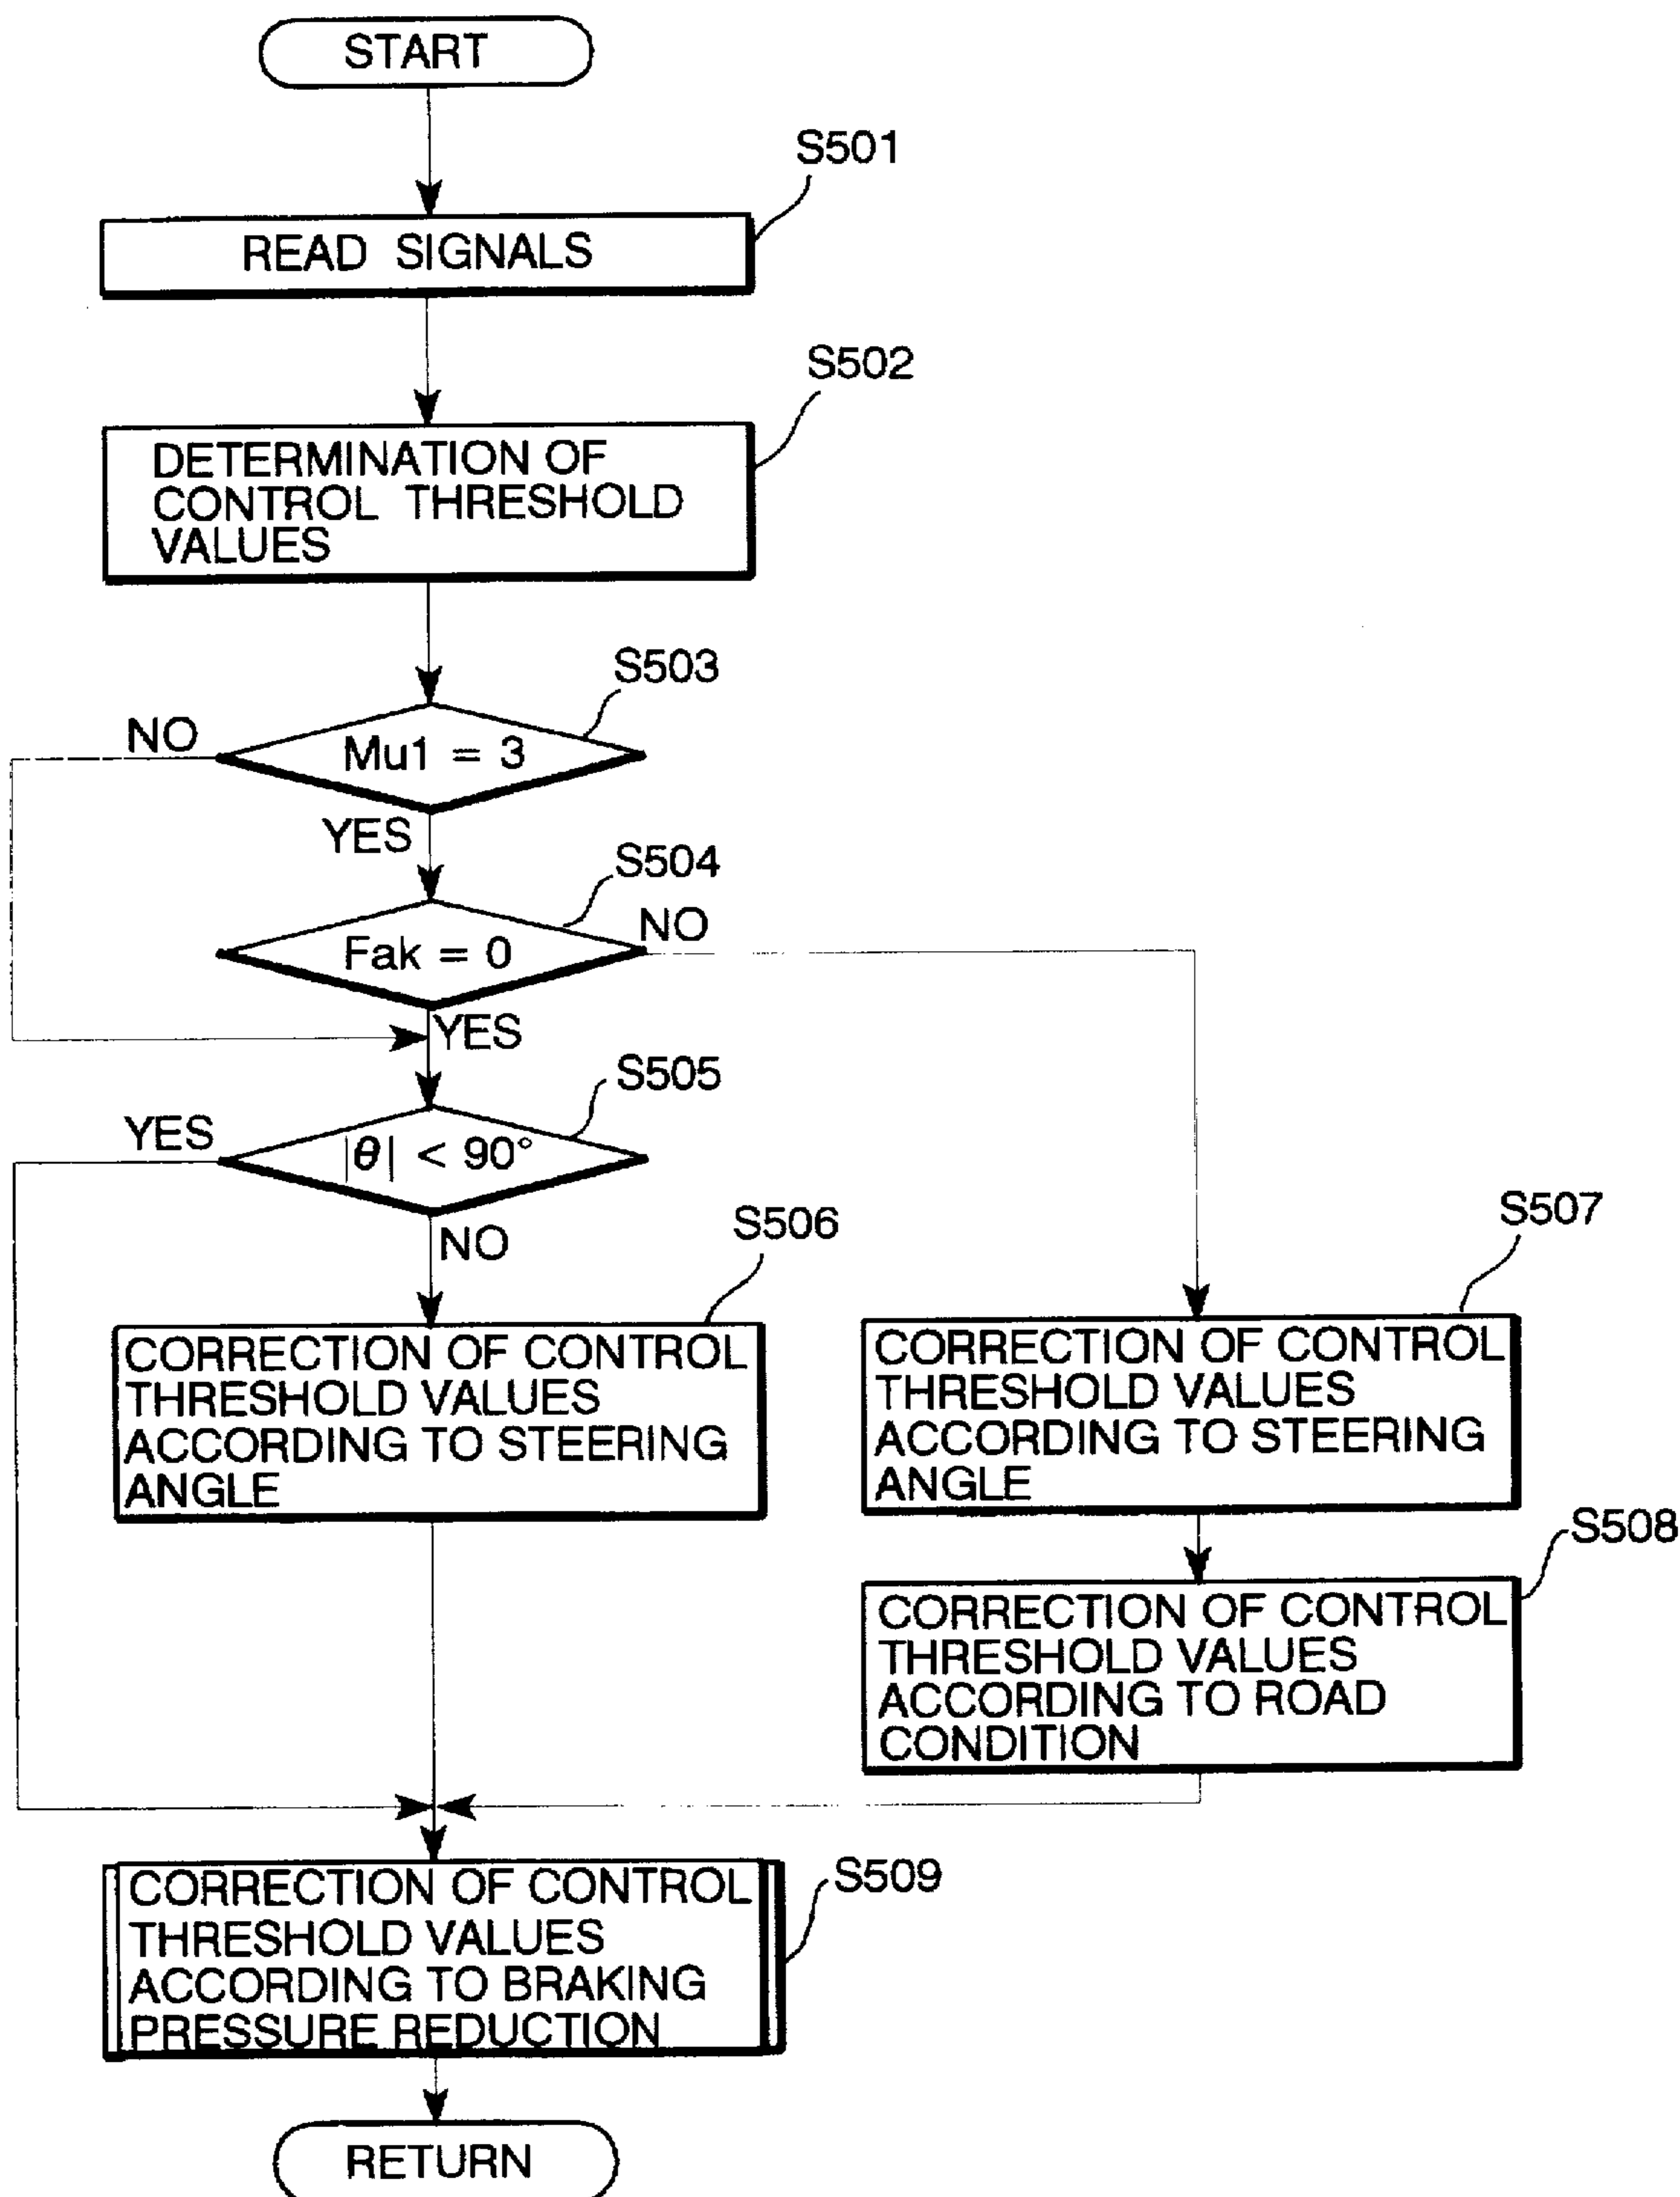 START
S501
READ SIGNALS
S502
DETERMINATION OF
CONTROL THRESHOLD
VALUES
S503
NO
Mu1 = 3
YES
S504
NO
Fak = 0
YES
S505
YES
|θ| < 90°
NO
S506
CORRECTION OF CONTROL
THRESHOLD VALUES
ACCORDING TO STEERING
ANGLE
S507
CORRECTION OF CONTROL
THRESHOLD VALUES
ACCORDING TO STEERING
ANGLE
S508
CORRECTION OF CONTROL
THRESHOLD VALUES
ACCORDING TO ROAD
CONDITION
S509
CORRECTION OF CONTROL
THRESHOLD VALUES
ACCORDING TO BRAKING
PRESSURE REDUCTION
RETURN